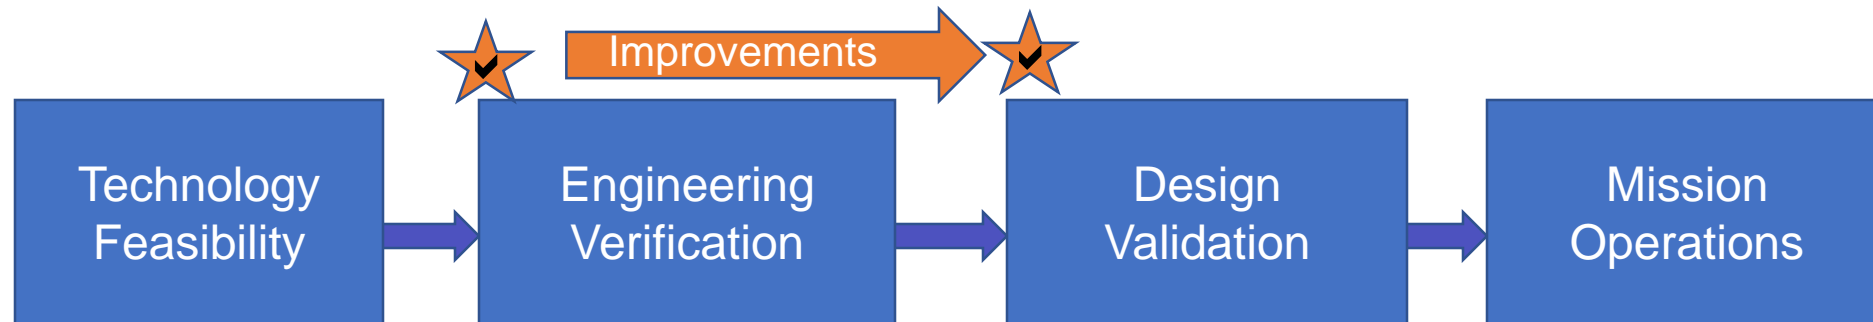 Improvements
Technology
Feasibility
Engineering
Verification
Design
Validation
Mission
Operations